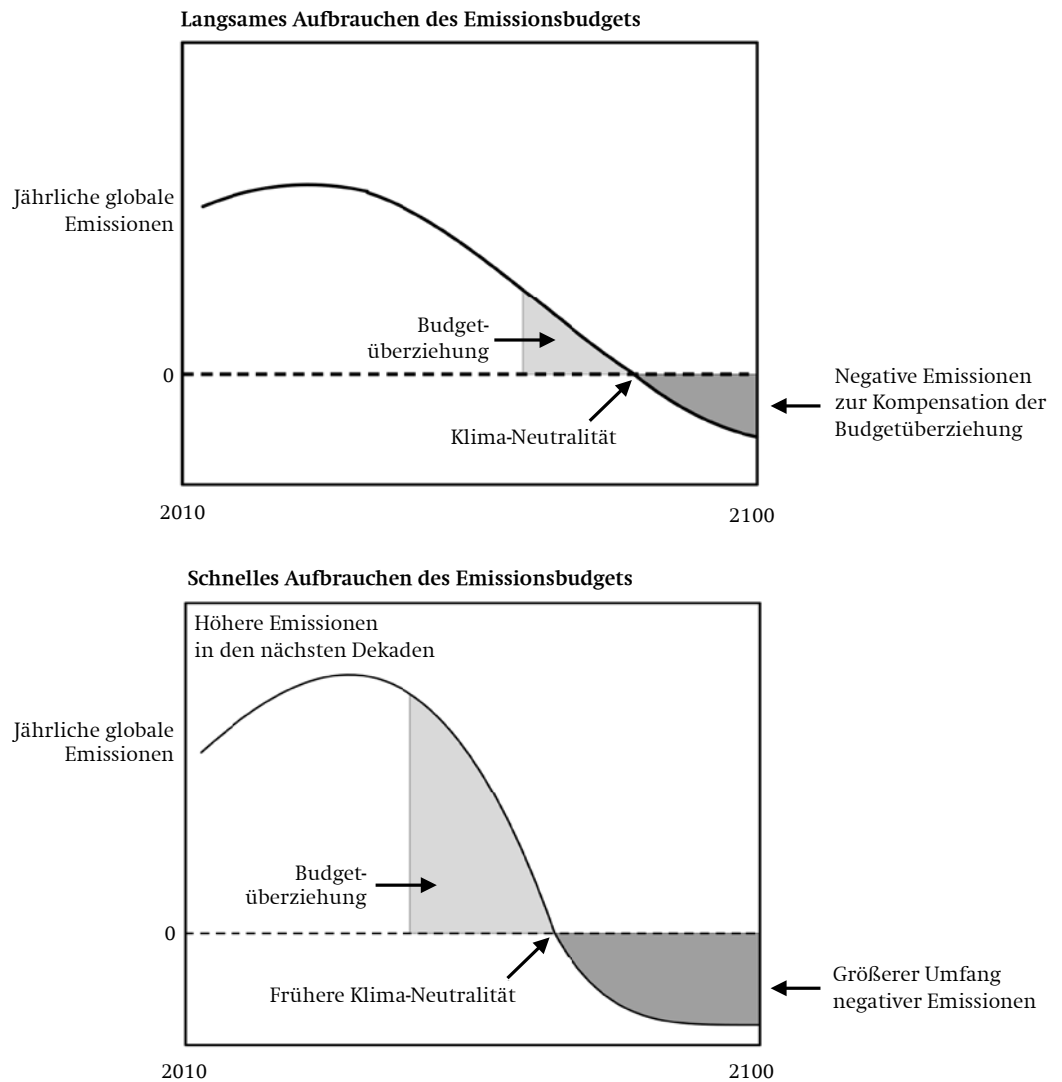 Langsames Aufbrauchen des Emissionsbudgets
Jährliche globale
Emissionen
Budget-
überziehung
0
Klima-Neutralität
Negative Emissionen
zur Kompensation der
Budgetüberziehung
2010
2100
Schnelles Aufbrauchen des Emissionsbudgets
Höhere Emissionen
in den nächsten Dekaden
Jährliche globale
Emissionen
Budget-
überziehung
0
Frühere Klima-Neutralität
Größerer Umfang
negativer Emissionen
2010
2100